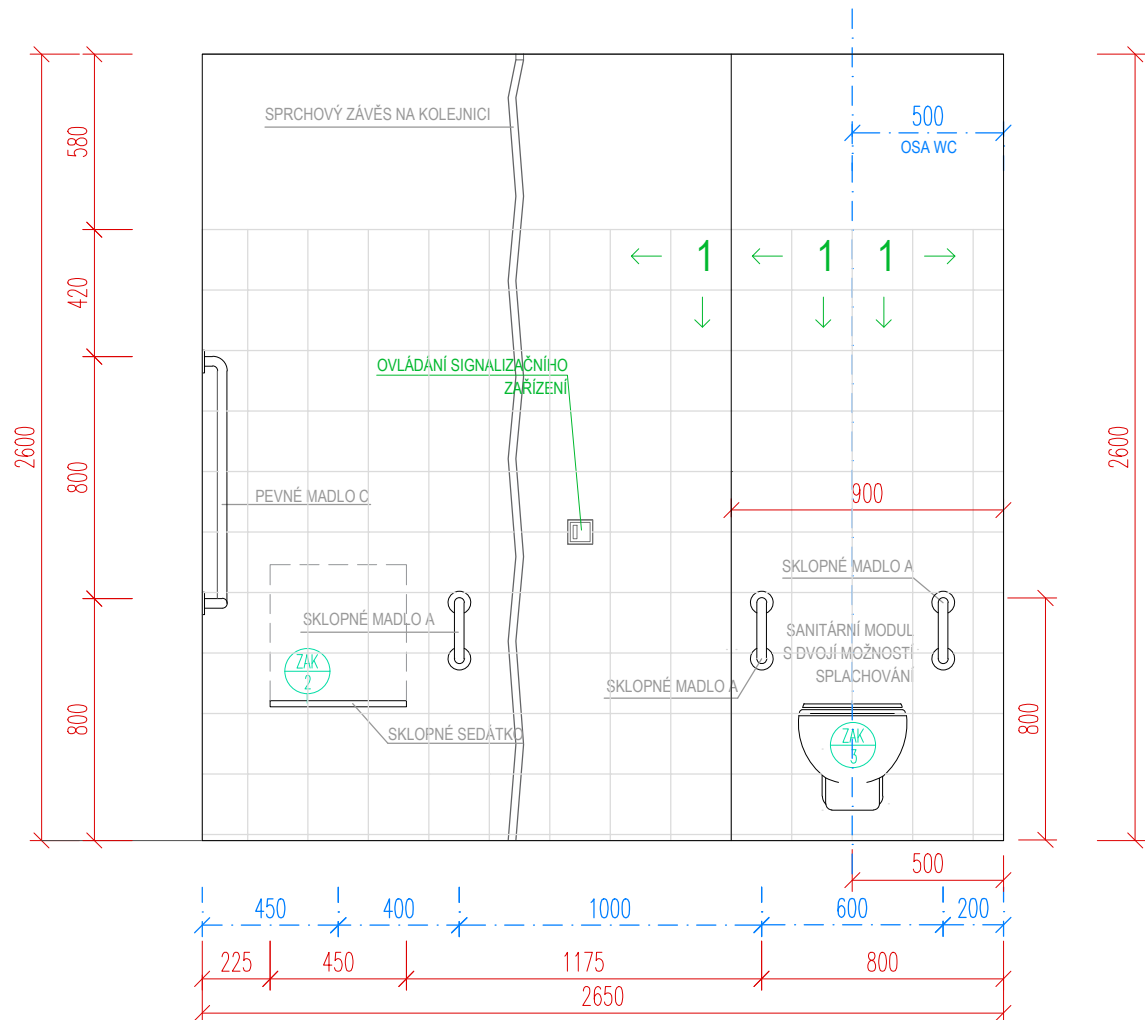 SPRCHOVÝ ZÁVĚS NA KOLEJNICI
500
OSA WC
580
1
1
1
420
OVLÁDÁNÍ SIGNALIZAČNÍHO
ZAŘÍZENÍ
2600
2600
800
PEVNÉ MADLO C
900
SKLOPNÉ MADLO A
SKLOPNÉ MADLO A
SANITÁRNÍ MODUL
S DVOJÍ MOŽNOSTÍ
SPLACHOVÁNÍ
ZAK
2
SKLOPNÉ MADLO A
800
800
SKLOPNÉ SEDÁTKO
ZAK
3
500
450
400
1000
600
200
225
450
1175
800
2650